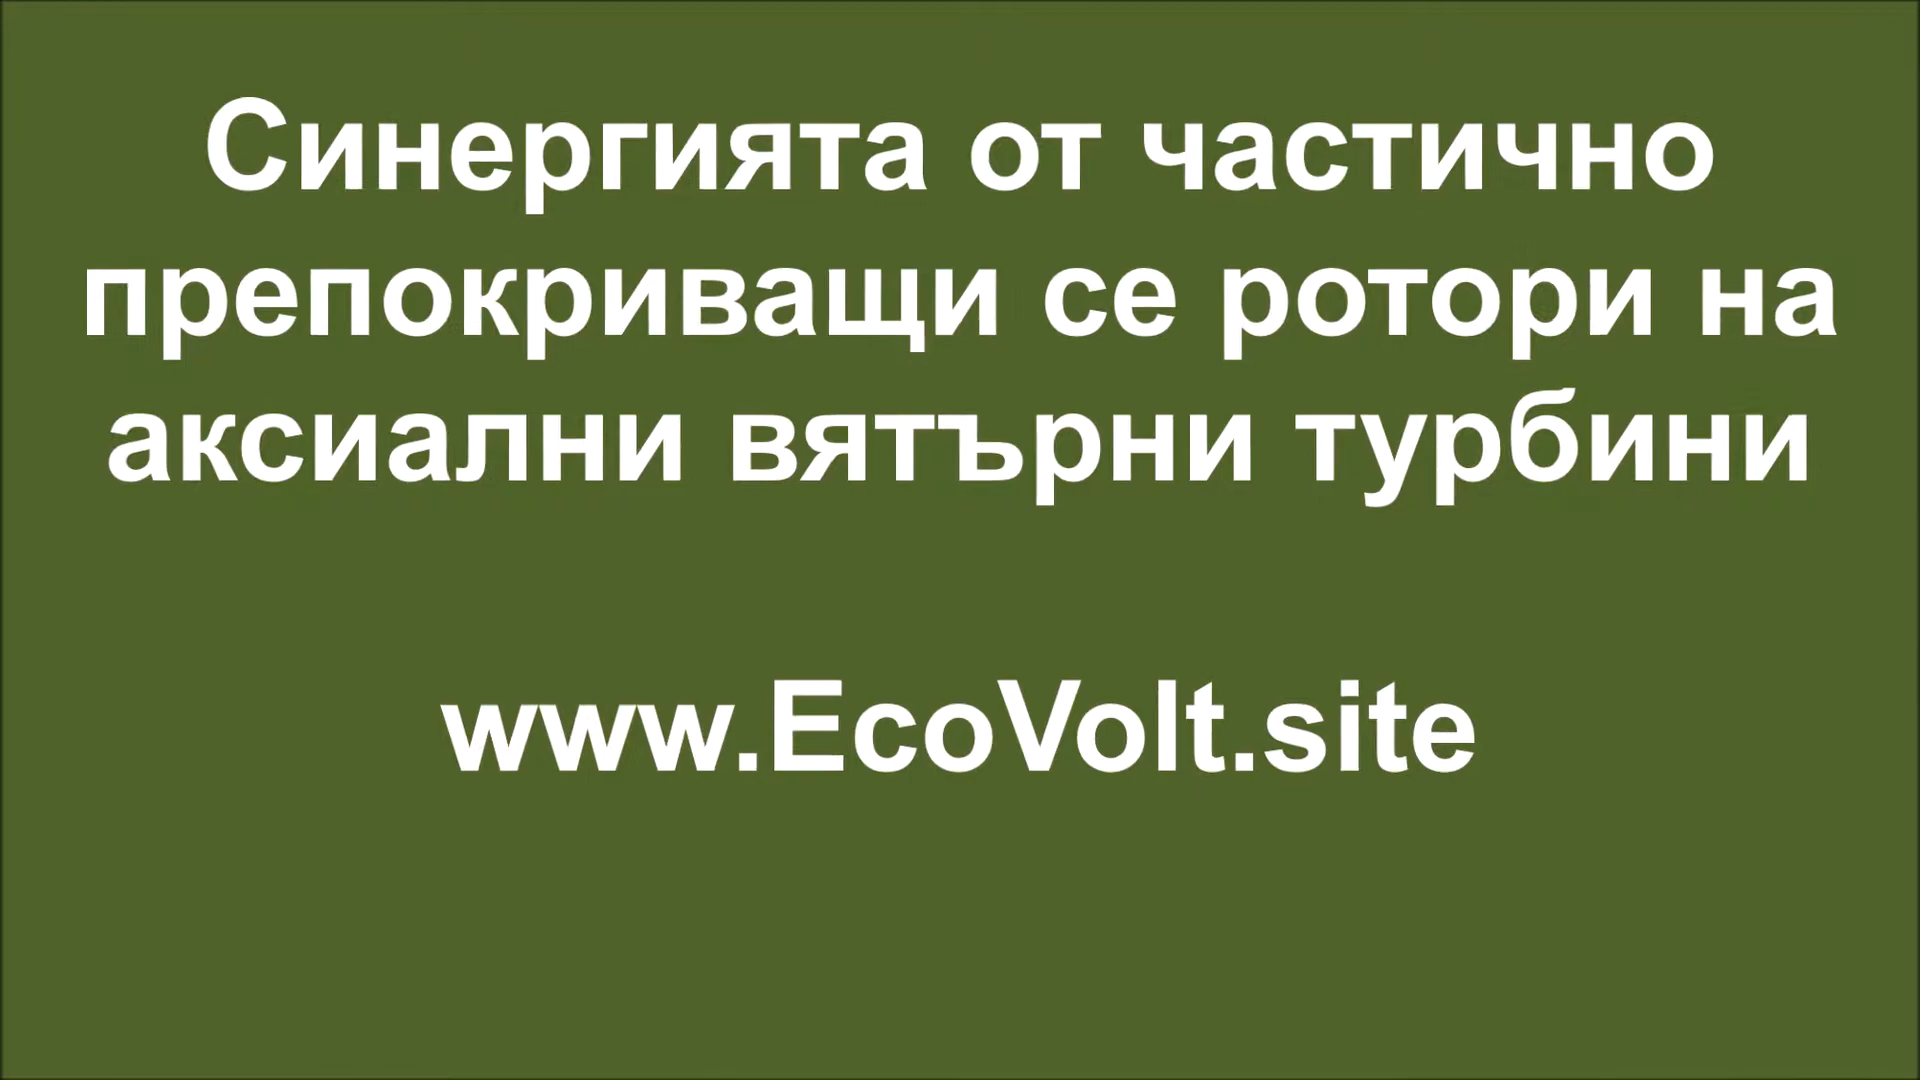 Синергията от частично
препокриващи се ротори на
аксиални вятърни турбини
www.EcoVolt.site